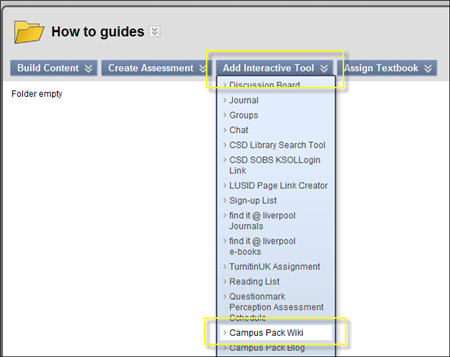 How to guides
Build Content Create Assessment Add Interactive Tool Assign Textbook
Folder empty
Discussion Board
Journal
Groups
Chat
CSD Library Search Tool
CSD SOBS KSOLLogin
Link
LUSID Page Link Creator
Sign-up List
find it @ liverpool
Journals
find it @ liverpool
e-books
TurnitinUK Assignment
Reading List
Questionmark
Perception Assessment
Schedule
Campus Pack Wiki
Campus Pack Blog